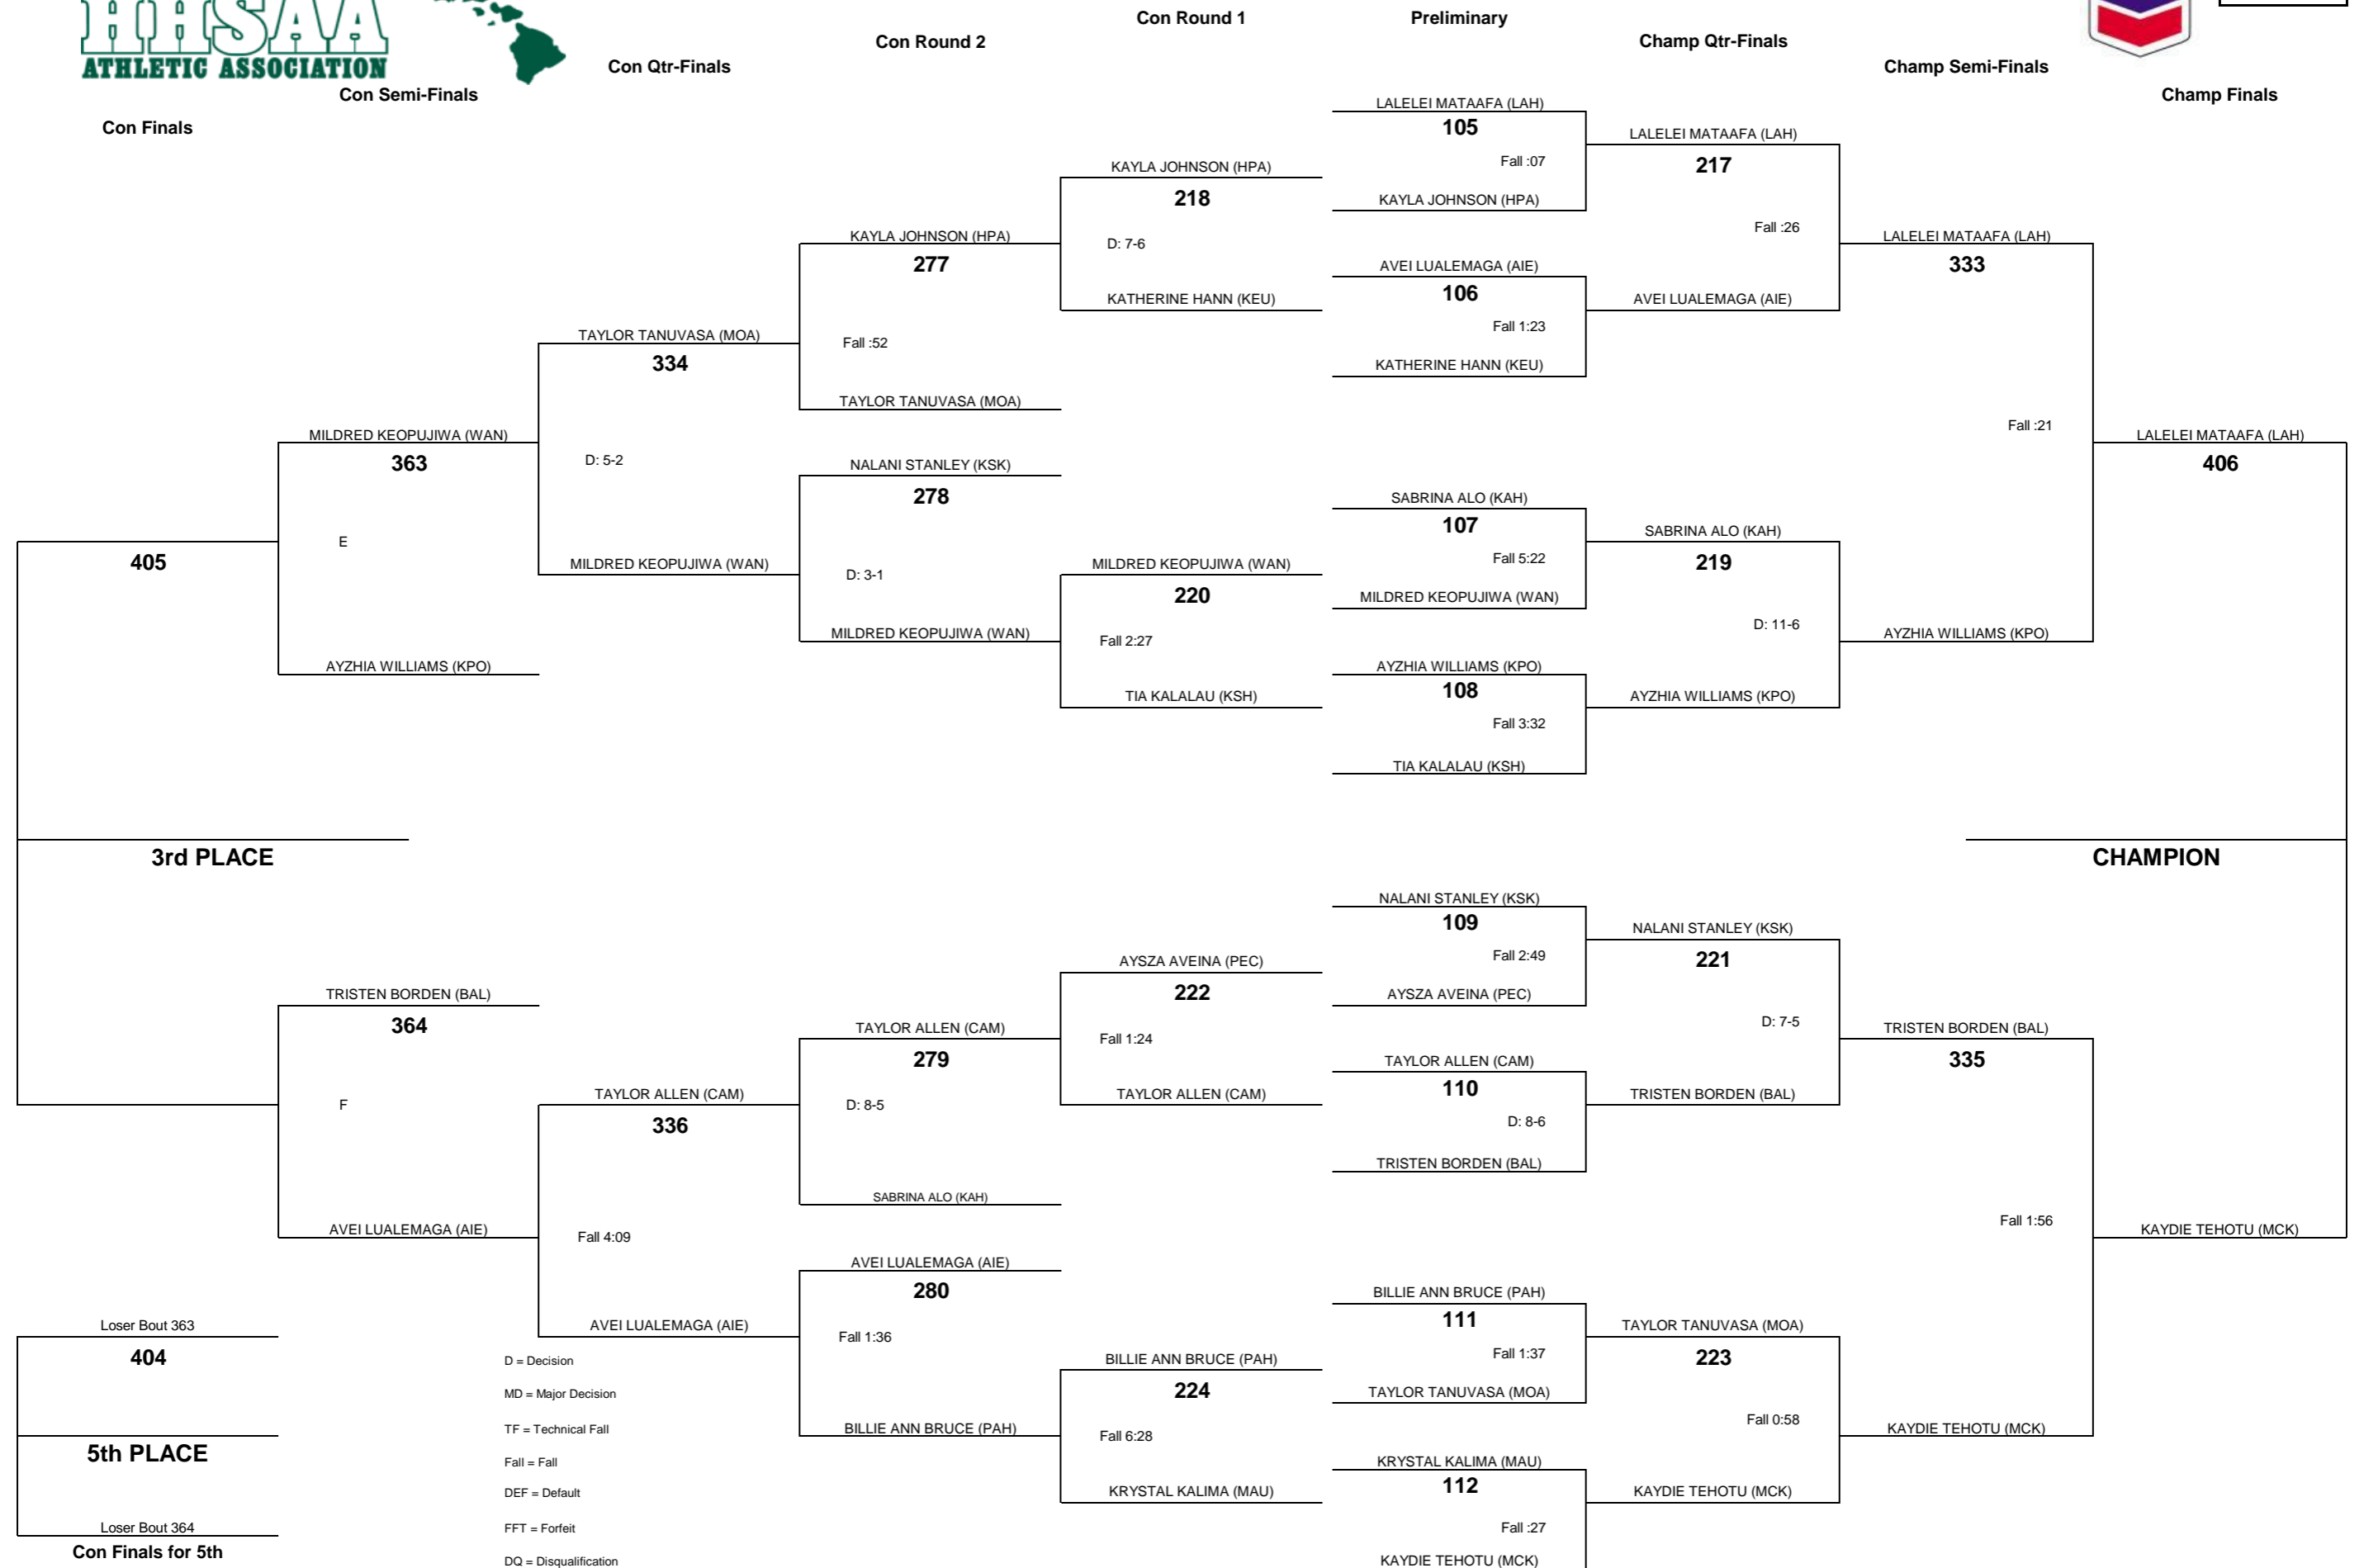 HHSAA
ATHLETIC ASSOCIATION
Con Finals
Con Semi-Finals
Con Qtr-Finals
Con Round 2
Con Round 1
Preliminary
Champ Qtr-Finals
Champ Semi-Finals
Champ Finals
LALELEI MATAAFA (LAH)
105
Fall :07
KAYLA JOHNSON (HPA)
LALELEI MATAAFA (LAH)
217
Fall :26
AVEI LUALEMAGA (AIE)
KAYLA JOHNSON (HPA)
218
D: 7-6
KATHERINE HANN (KEU)
AVEI LUALEMAGA (AIE)
106
Fall 1:23
KATHERINE HANN (KEU)
KAYLA JOHNSON (HPA)
277
Fall :52
TAYLOR TANUVASA (MOA)
LALELEI MATAAFA (LAH)
333
Fall :21
AYZHIA WILLIAMS (KPO)
TAYLOR TANUVASA (MOA)
334
D: 5-2
MILDRED KEOPUJIWA (WAN)
MILDRED KEOPUJIWA (WAN)
363
E
AYZHIA WILLIAMS (KPO)
405
NALANI STANLEY (KSK)
278
D: 3-1
MILDRED KEOPUJIWA (WAN)
MILDRED KEOPUJIWA (WAN)
220
Fall 2:27
TIA KALALAU (KSH)
SABRINA ALO (KAH)
107
Fall 5:22
MILDRED KEOPUJIWA (WAN)
SABRINA ALO (KAH)
219
D: 11-6
AYZHIA WILLIAMS (KPO)
AYZHIA WILLIAMS (KPO)
108
Fall 3:32
TIA KALALAU (KSH)
LALELEI MATAAFA (LAH)
406
KAYDIE TEHOTU (MCK)
3rd PLACE
CHAMPION
NALANI STANLEY (KSK)
109
Fall 2:49
AYSZA AVEINA (PEC)
NALANI STANLEY (KSK)
221
D: 7-5
TRISTEN BORDEN (BAL)
AYSZA AVEINA (PEC)
222
Fall 1:24
TAYLOR ALLEN (CAM)
TAYLOR ALLEN (CAM)
110
D: 8-6
TRISTEN BORDEN (BAL)
TRISTEN BORDEN (BAL)
335
Fall 1:56
KAYDIE TEHOTU (MCK)
TRISTEN BORDEN (BAL)
364
F
AVEI LUALEMAGA (AIE)
TAYLOR ALLEN (CAM)
279
D: 8-5
SABRINA ALO (KAH)
TAYLOR ALLEN (CAM)
336
Fall 4:09
AVEI LUALEMAGA (AIE)
AVEI LUALEMAGA (AIE)
280
Fall 1:36
BILLIE ANN BRUCE (PAH)
BILLIE ANN BRUCE (PAH)
224
Fall 6:28
KRYSTAL KALIMA (MAU)
BILLIE ANN BRUCE (PAH)
111
Fall 1:37
TAYLOR TANUVASA (MOA)
TAYLOR TANUVASA (MOA)
223
Fall 0:58
KAYDIE TEHOTU (MCK)
KRYSTAL KALIMA (MAU)
112
Fall :27
KAYDIE TEHOTU (MCK)
Loser Bout 363
404
5th PLACE
Loser Bout 364
Con Finals for 5th
D = Decision
MD = Major Decision
TF = Technical Fall
Fall = Fall
DEF = Default
FFT = Forfeit
DQ = Disqualification